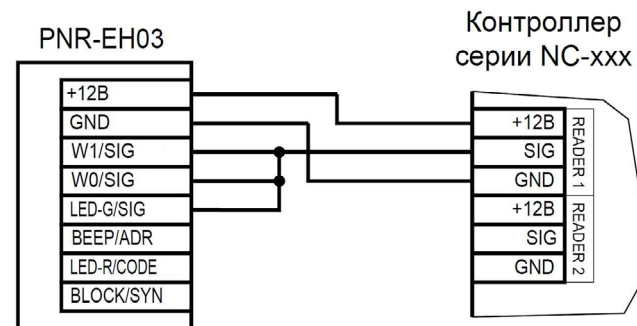 PNR-EH03
+12В
GND
W1/SIG
W0/SIG
LED-G/SIG
BEEP/ADR
LED-R/CODE
BLOCK/SYN
Контроллер
серии NC-xxx
+12В
SIG
GND
READER 1
+12В
SIG
GND
READER 2